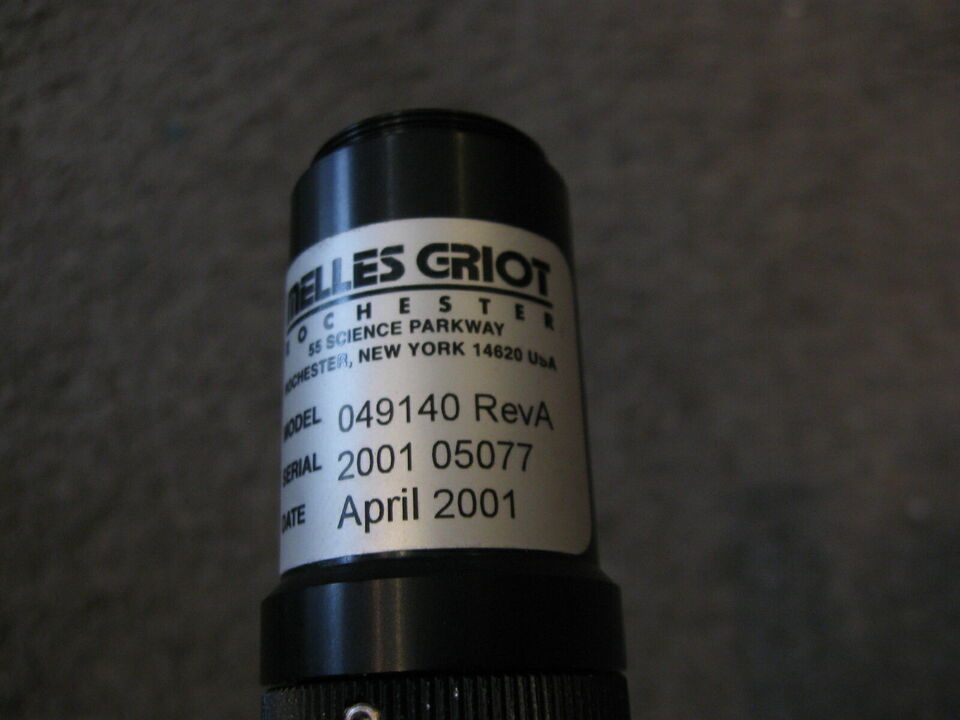 MELLES GRIOT
ROCHESTER
55 SCIENCE PARKWAY
ROCHESTER, NEW YORK 14620 USA
MODEL 049140 RevA
SERIAL 2001 05077
DATE April 2001